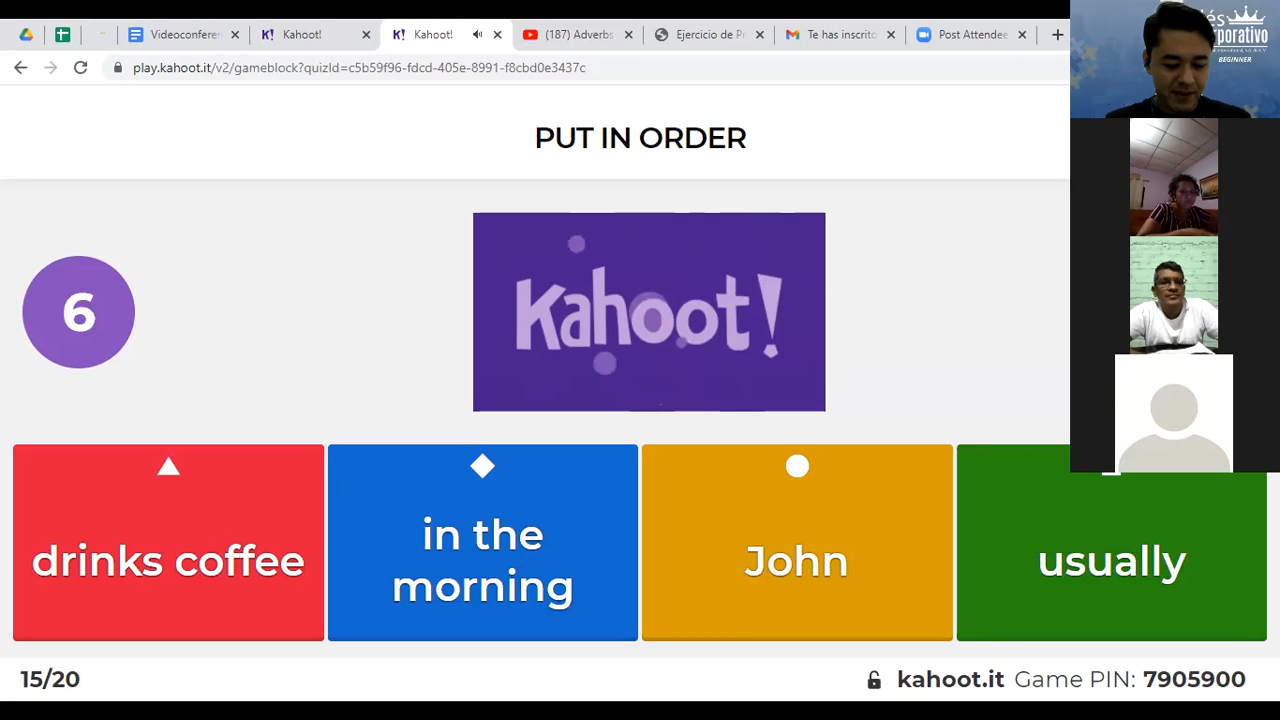 Videoconferen
Kahoot!
Kahoot!
(187) Adverbs
Ejercicio de Pr
Te has inscrito
Post Attendee
play.kahoot.it/v2/gameblock?quizId=c5b59f96-fdcd-405e-8991-f8cbd0e3437c
BEGINNER
PUT IN ORDER
6
Kahoot!
drinks coffee
in the
morning
John
usually
15/20
kahoot.it Game PIN: 7905900